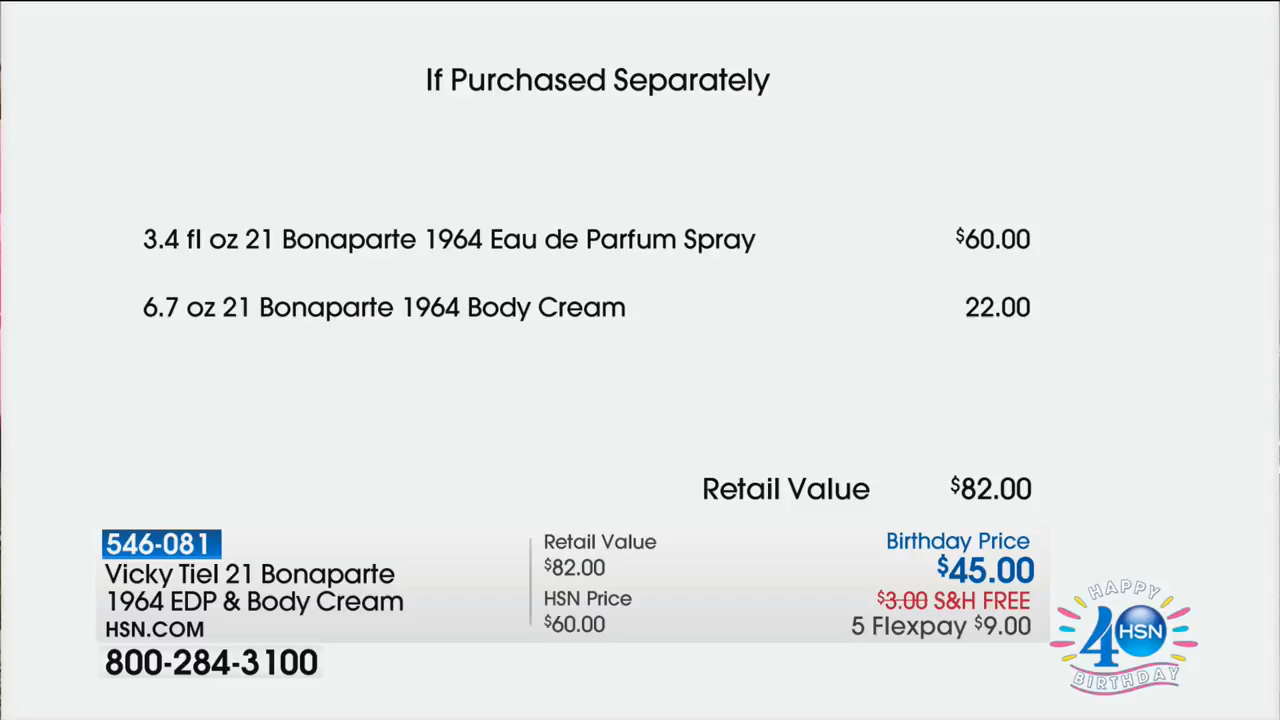 If Purchased Separately
3.4 fl oz 21 Bonaparte 1964 Eau de Parfum Spray $60.00
6.7 oz 21 Bonaparte 1964 Body Cream 22.00
Retail Value $82.00
546-081
Vicky Tiel 21 Bonaparte
1964 EDP & Body Cream
HSN.COM
800-284-3100
Retail Value
$82.00
HSN Price
$60.00
Birthday Price
$45.00
$3.00 S&H FREE
5 Flexpay $9.00
HAPPY
40 HSN
BIRTHDAY